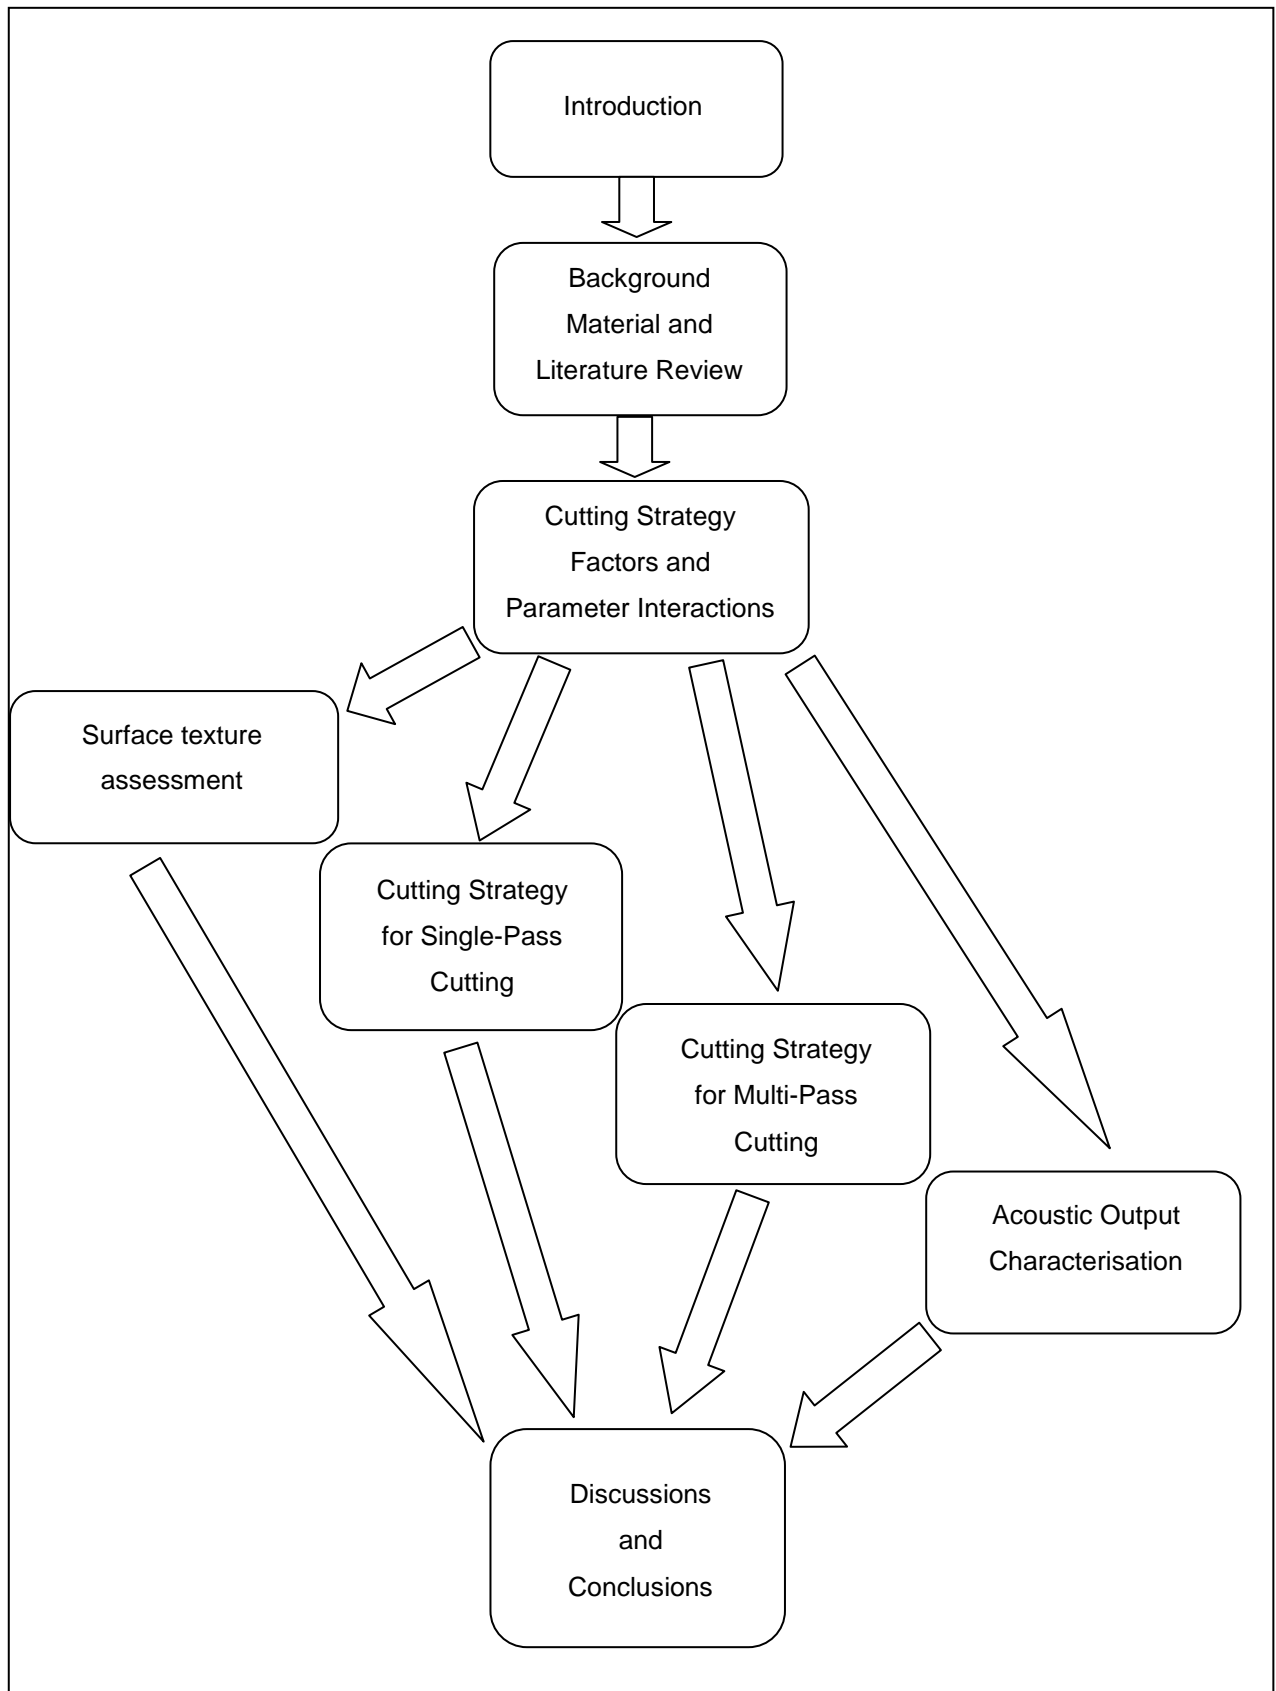 Introduction
Background
Material and
Literature Review
Cutting Strategy
Factors and
Parameter Interactions
Surface texture
assessment
Cutting Strategy
for Single-Pass
Cutting
Cutting Strategy
for Multi-Pass
Cutting
Acoustic Output
Characterisation
Discussions
and
Conclusions